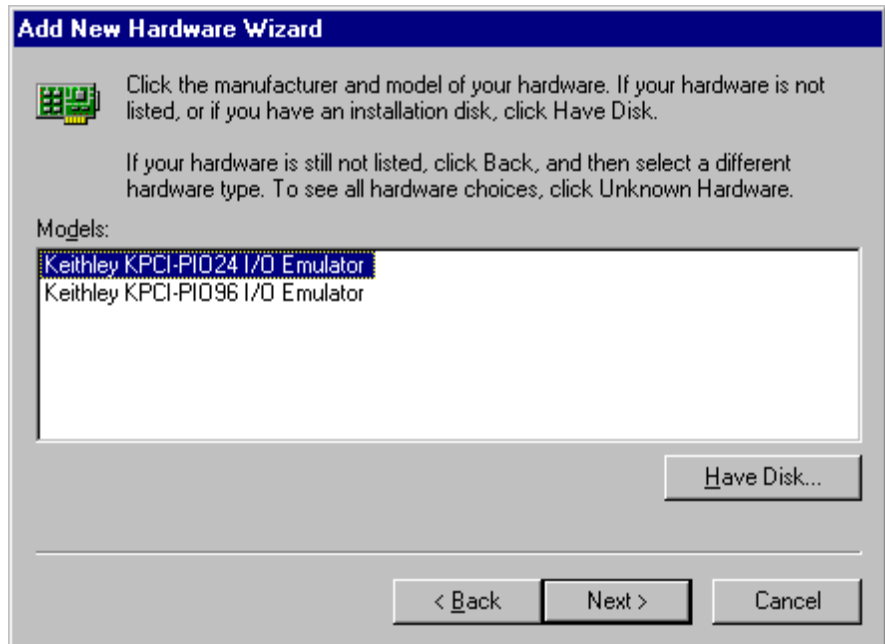 Add New Hardware Wizard
Click the manufacturer and model of your hardware. If your hardware is not
listed, or if you have an installation disk, click Have Disk.
If your hardware is still not listed, click Back, and then select a different
hardware type. To see all hardware choices, click Unknown Hardware.
Models:
Keithley KPCI-PIO24 I/O Emulator
Keithley KPCI-PIO96 I/O Emulator
Have Disk...
< Back
Next >
Cancel